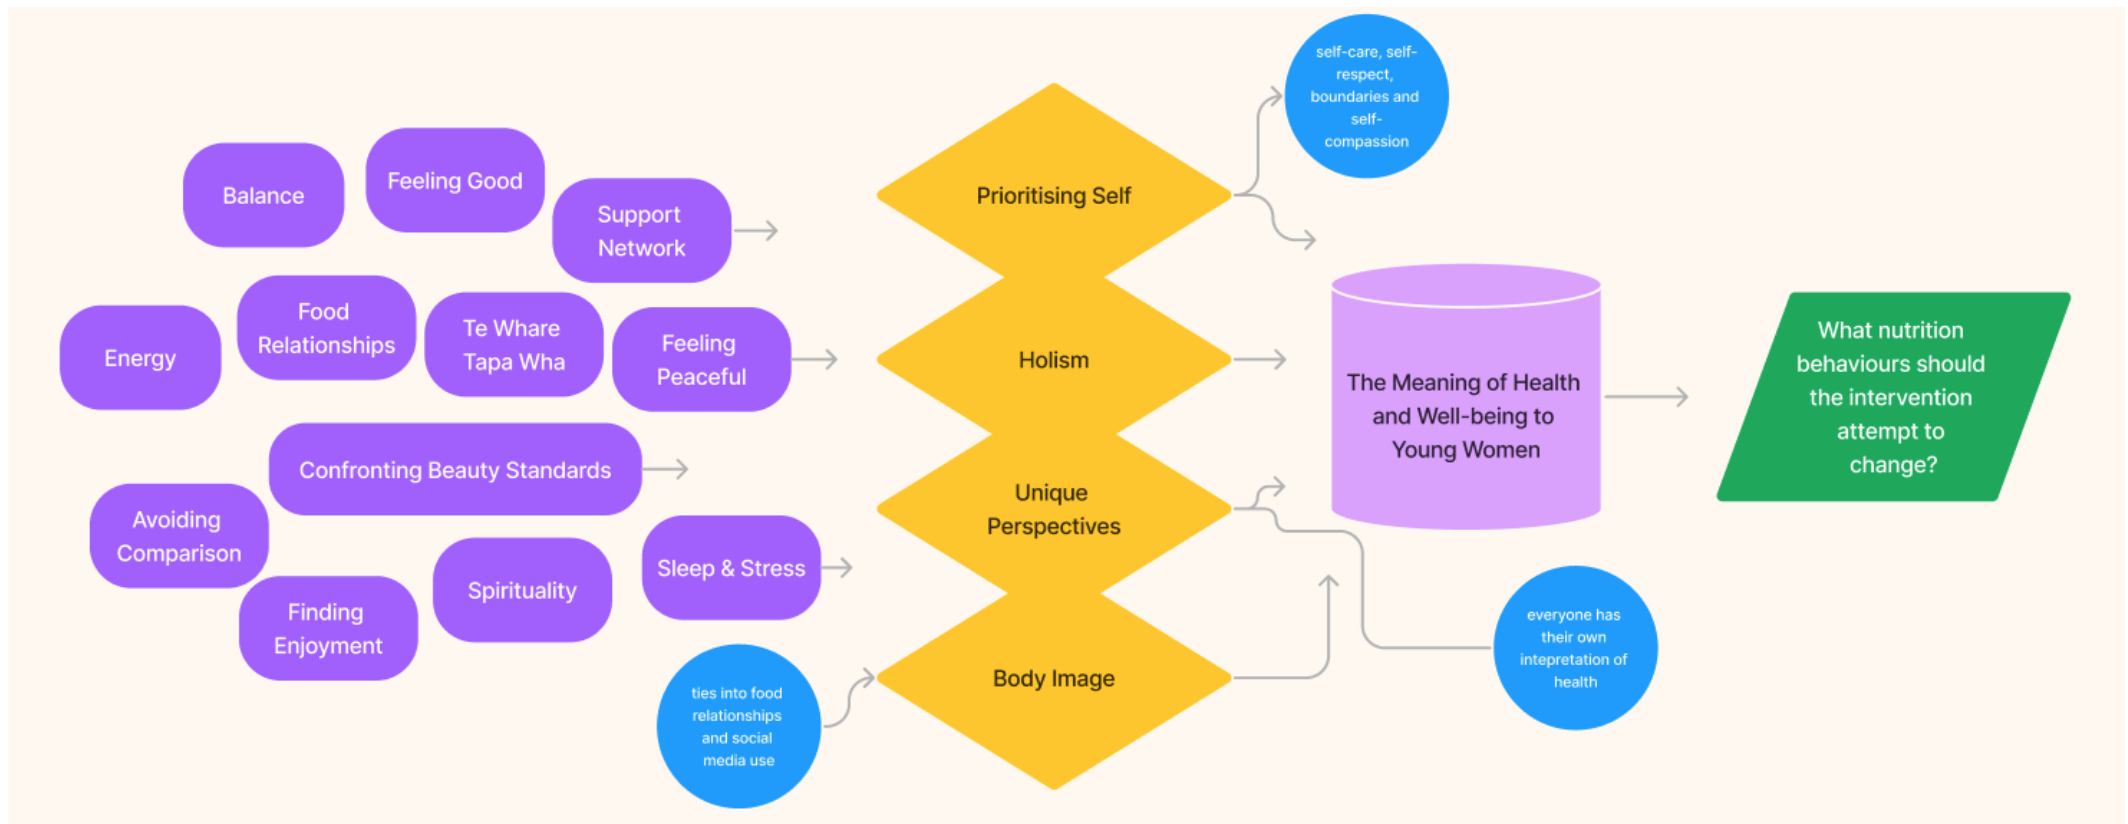 Balance
Feeling Good
Support
Network
Energy
Food
Relationships
Te Whare
Tapa Wha
Feeling
Peaceful
Confronting Beauty Standards
Avoiding
Comparison
Finding
Enjoyment
Spirituality
Sleep & Stress
ties into food
relationships
and social
media use
Prioritising Self
Holism
Unique
Perspectives
Body Image
self-care, self-
respect,
boundaries and
self-
compassion
The Meaning of Health
and Well-being to
Young Women
everyone has
their own
intepretation of
health
What nutrition
behaviours should
the intervention
attempt to
change?